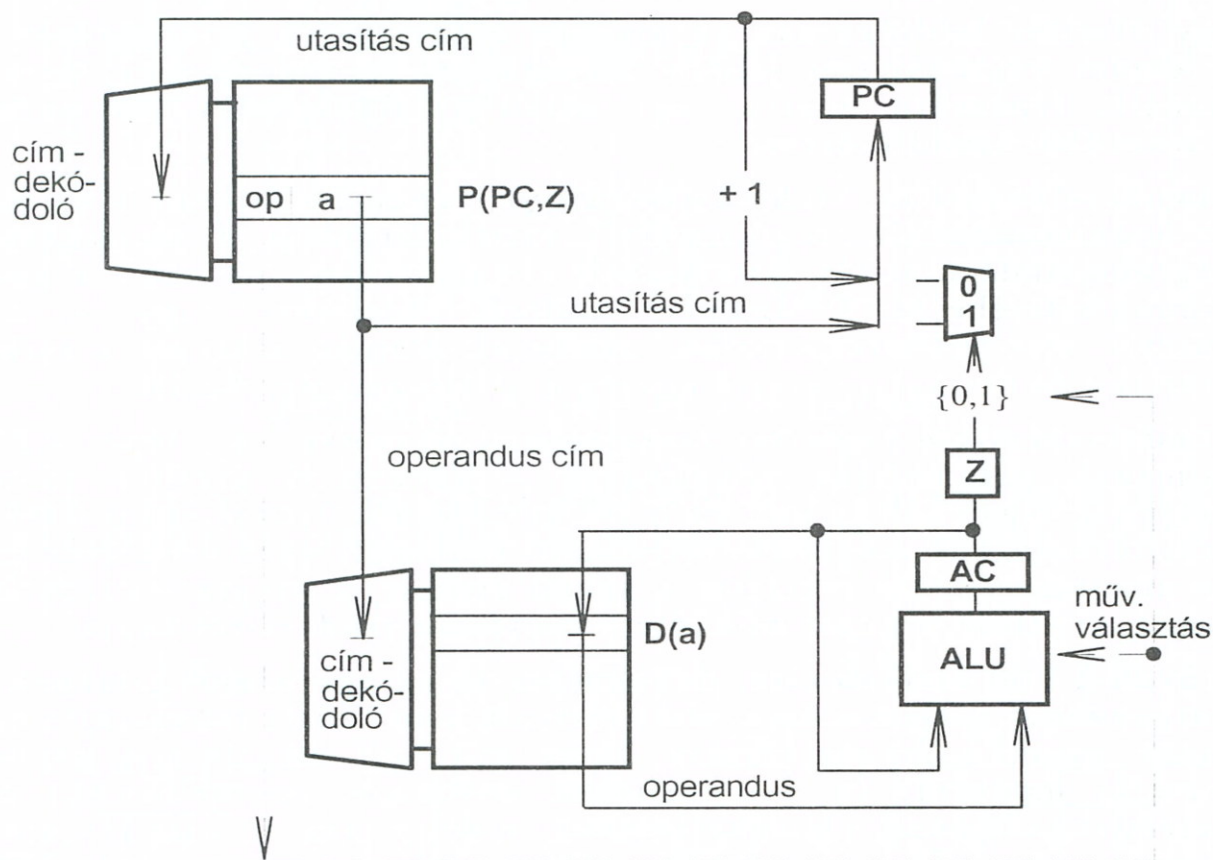 utasítás cím
PC
cím -
dekó-
doló
op a
P(PC,Z)
+ 1
0
1
utasítás cím
{0,1}
operandus cím
Z
AC
műv.
választás
D(a)
ALU
cím -
dekó-
doló
operandus